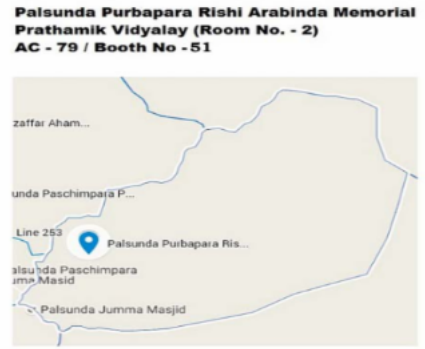 Palsunda Purbapara Rishi Arabinda Memorial
Prathamik Vidyalay (Room No. - 2)
AC - 79 / Booth No -51
zaffar Aham...
unda Paschimpara P...
Line 253
Palsunda Purbapara Ris...
alsunda Paschimpara
uma Masid
Palsunda Jumma Masjid